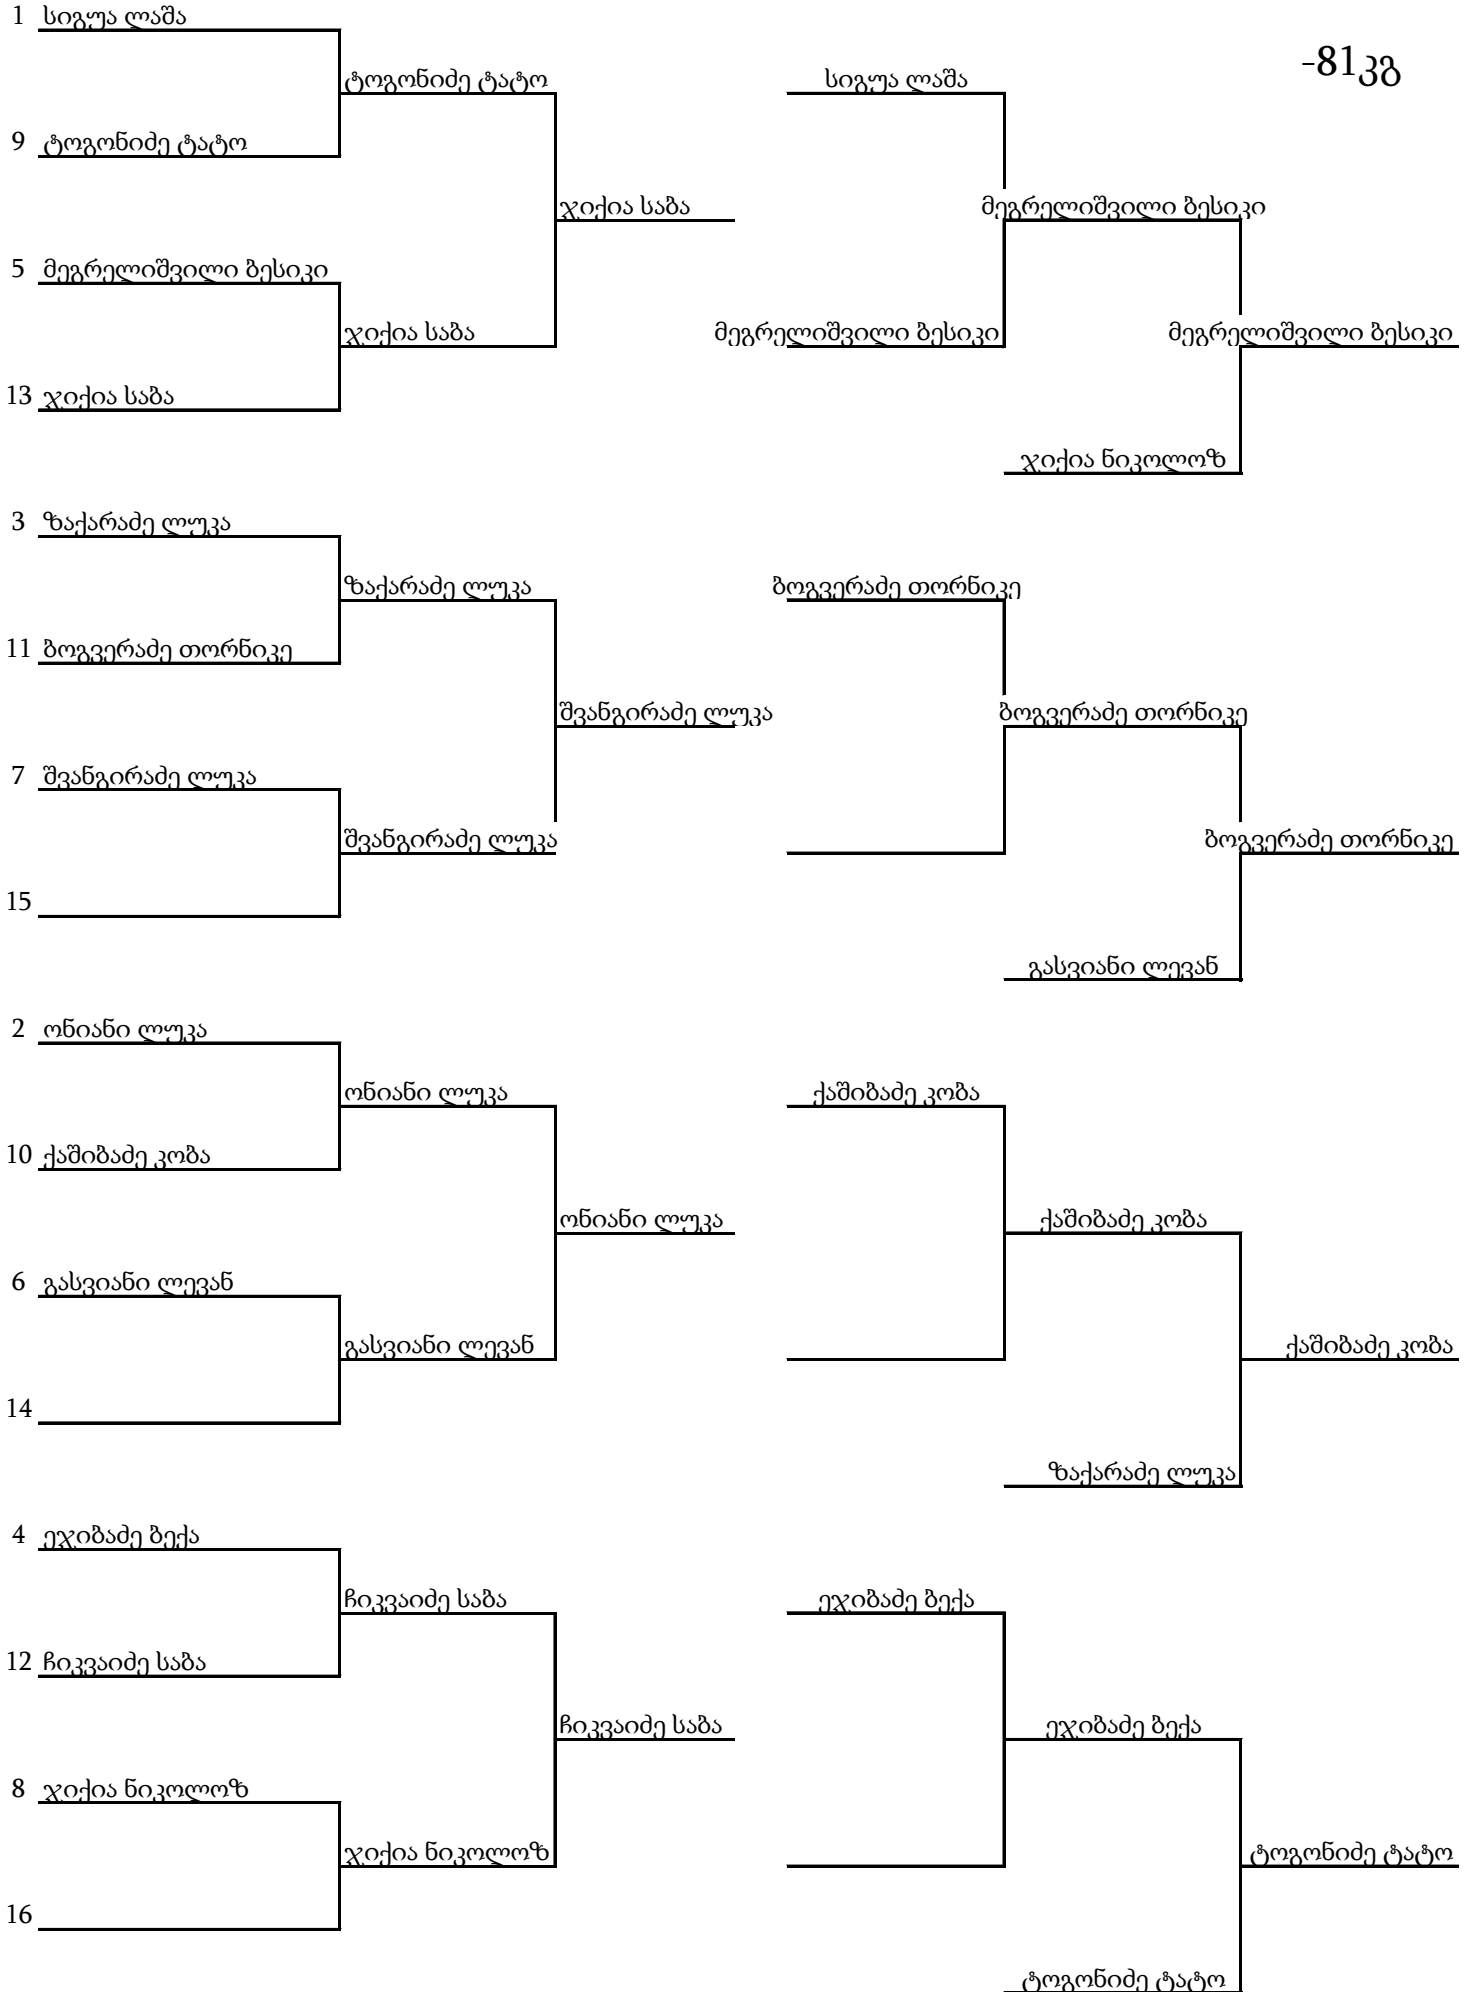 1 სიგუა ლაშა
-81კგ
ტოგონიძე ტატო
სიგუა ლაშა
9 ტოგონიძე ტატო
ჯიქია საბა
მეგრელიშვილი ბესიკი
5 მეგრელიშვილი ბესიკი
ჯიქია საბა
მეგრელიშვილი ბესიკი
მეგრელიშვილი ბესიკი
13 ჯიქია საბა
ჯიქია ნიკოლოზ
3 ზაქარაძე ლუკა
ზაქარაძე ლუკა
ბოგვერაძე თორნიკე
11 ბოგვერაძე თორნიკე
შვანგირაძე ლუკა
ბოგვერაძე თორნიკე
7 შვანგირაძე ლუკა
შვანგირაძე ლუკა
ბოგვერაძე თორნიკე
15
გასვიანი ლევან
2 ონიანი ლუკა
ონიანი ლუკა
ქაშიბაძე კობა
10 ქაშიბაძე კობა
ონიანი ლუკა
ქაშიბაძე კობა
6 გასვიანი ლევან
გასვიანი ლევან
ქაშიბაძე კობა
14
ზაქარაძე ლუკა
4 ეჯიბაძე ბექა
ჩიკვაიძე საბა
ეჯიბაძე ბექა
12 ჩიკვაიძე საბა
ჩიკვაიძე საბა
ეჯიბაძე ბექა
8 ჯიქია ნიკოლოზ
ჯიქია ნიკოლოზ
ტოგონიძე ტატო
16
ტოგონიძე ტატო